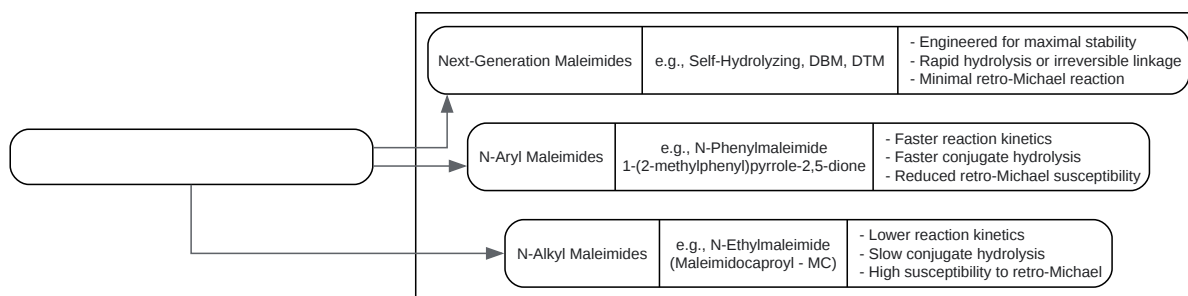 Next-Generation Maleimides
e.g., Self-Hydrolyzing, DBM, DTM
- Engineered for maximal stability
- Rapid hydrolysis or irreversible linkage
- Minimal retro-Michael reaction
N-Aryl Maleimides
e.g., N-Phenylmaleimide
1-(2-methylphenyl)pyrrole-2,5-dione
- Faster reaction kinetics
- Faster conjugate hydrolysis
- Reduced retro-Michael susceptibility
N-Alkyl Maleimides
e.g., N-Ethylmaleimide
(Maleimidocaproyl - MC)
- Lower reaction kinetics
- Slow conjugate hydrolysis
- High susceptibility to retro-Michael